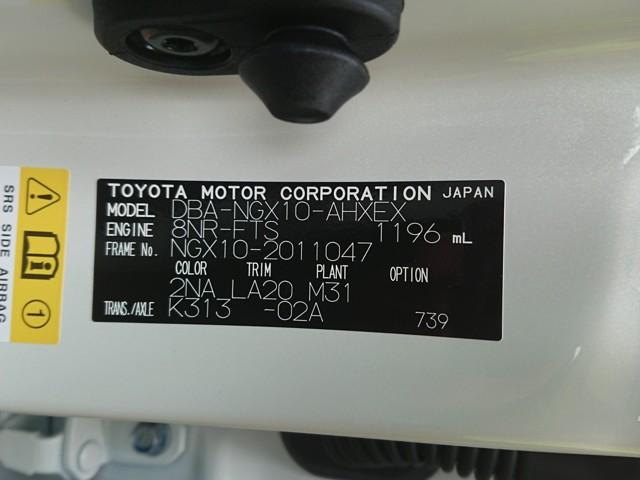 TOYOTA MOTOR CORPORATION JAPAN
MODEL DBA-NGX10-AHXEX
ENGINE 8NR-FTS 1196 mL
FRAME No. NGX10-2011047
COLOR TRIM PLANT OPTION
2NA LA20 M31
TRANS./AXLE K313 -02A
739
SRS SIDE AIRBAG
1